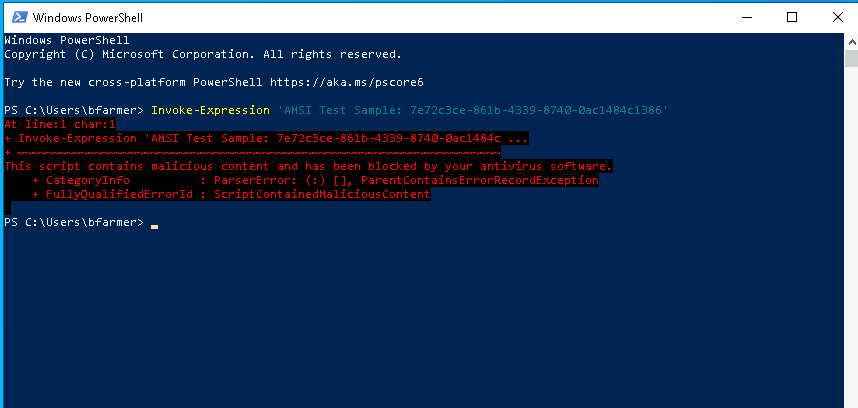 Windows PowerShell
Windows PowerShell
Copyright (C) Microsoft Corporation. All rights reserved.
Try the new cross-platform PowerShell https://aka.ms/pscore6
PS C:\Users\bfarmer> Invoke-Expression 'AMSI Test Sample: 7e72c3ce-861b-4339-8740-0ac1484c1386'
At line:1 char:1
+ Invoke-Expression 'AMSI Test Sample: 7e72c3ce-861b-4339-8740-0ac1484c ...
+ ~~~~~~~~~~~~~~~~~~~~~~~~~~~~~~~~~~~~~~~~~~~~~~~~~~~~~~~~~~~~~~~~~~~~~
This script contains malicious content and has been blocked by your antivirus software.
    + CategoryInfo          : ParserError: (:) [], ParentContainsErrorRecordException
    + FullyQualifiedErrorId : ScriptContainedMaliciousContent
PS C:\Users\bfarmer>